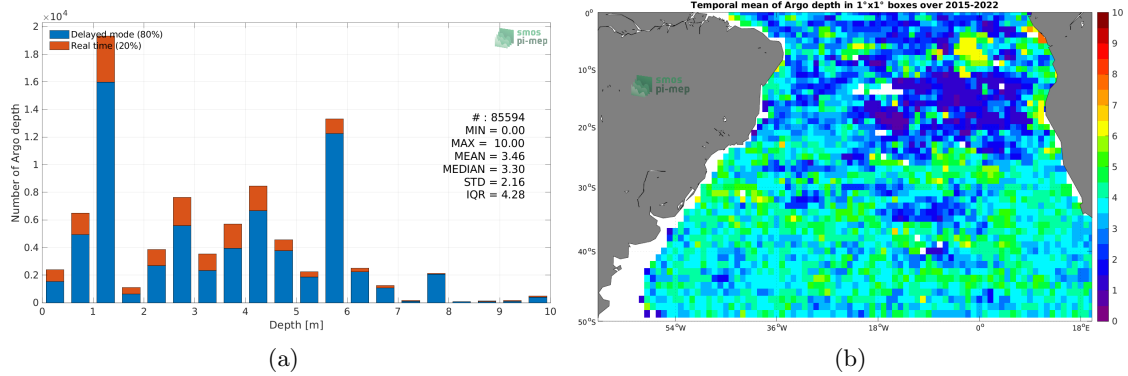 ×10⁴
2
1.8
1.6
1.4
1.2
1
0.8
0.6
0.4
0.2
0
Number of Argo depth
Delayed mode (80%)
Real time (20%)
smos
pi-mep
# : 85594
MIN = 0.00
MAX = 10.00
MEAN = 3.46
MEDIAN = 3.30
STD = 2.16
IQR = 4.28
0 1 2 3 4 5 6 7 8 9 10
Depth [m]
(a)
Temporal mean of Argo depth in 1°x1° boxes over 2015-2022
0°
10°S
20°S
30°S
40°S
50°S
smos
pi-mep
54°W 36°W 18°W 0° 18°E
10
9
8
7
6
5
4
3
2
1
0
(b)